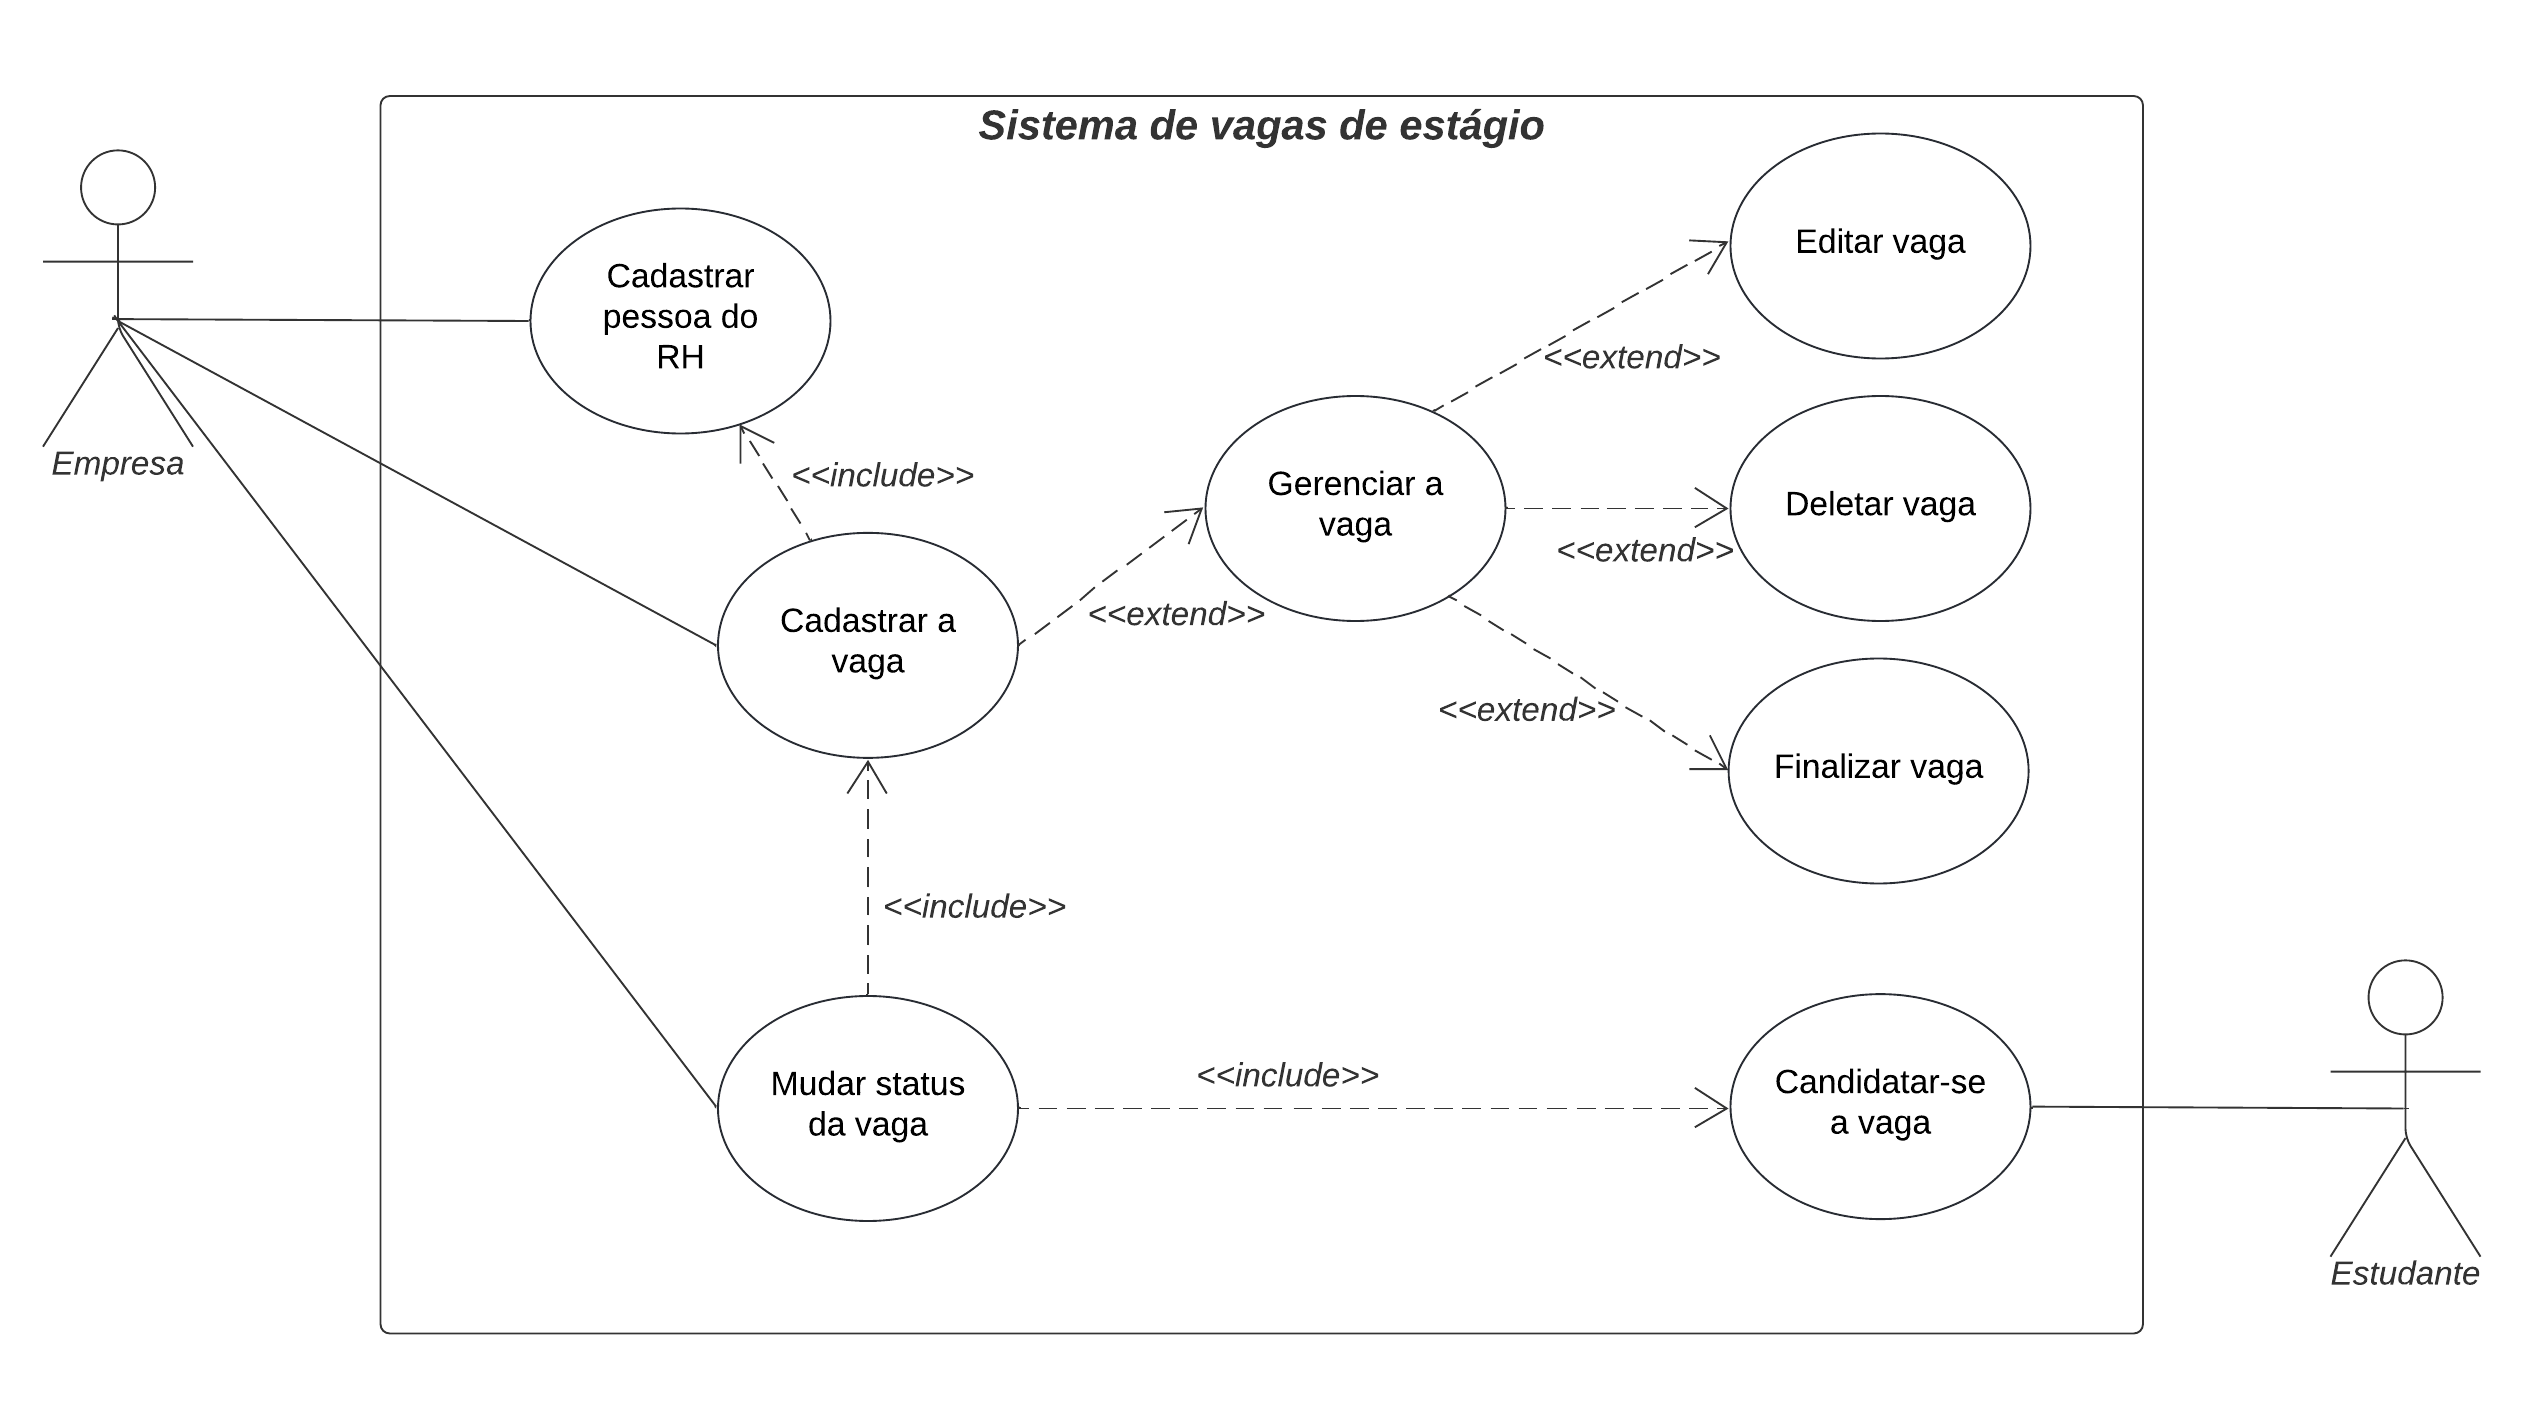 Sistema de vagas de estágio
Empresa
Cadastrar
pessoa do
RH
<<include>>
Cadastrar a
vaga
<<extend>>
Gerenciar a
vaga
<<extend>>
Editar vaga
<<extend>>
Deletar vaga
<<extend>>
Finalizar vaga
<<include>>
Mudar status
da vaga
<<include>>
Candidatar-se
a vaga
Estudante